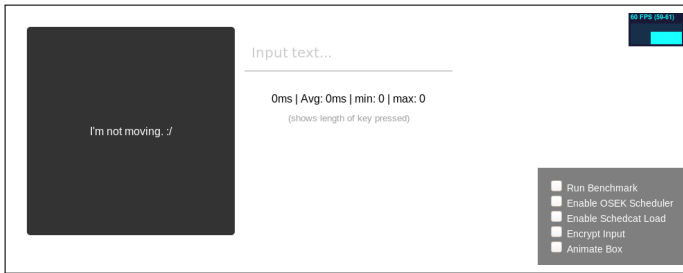 60 FPS (59-61)
Input text...
0ms | Avg: 0ms | min: 0 | max: 0
(shows length of key pressed)
I'm not moving. :/
Run Benchmark
Enable OSEK Scheduler
Enable Schedcat Load
Encrypt Input
Animate Box